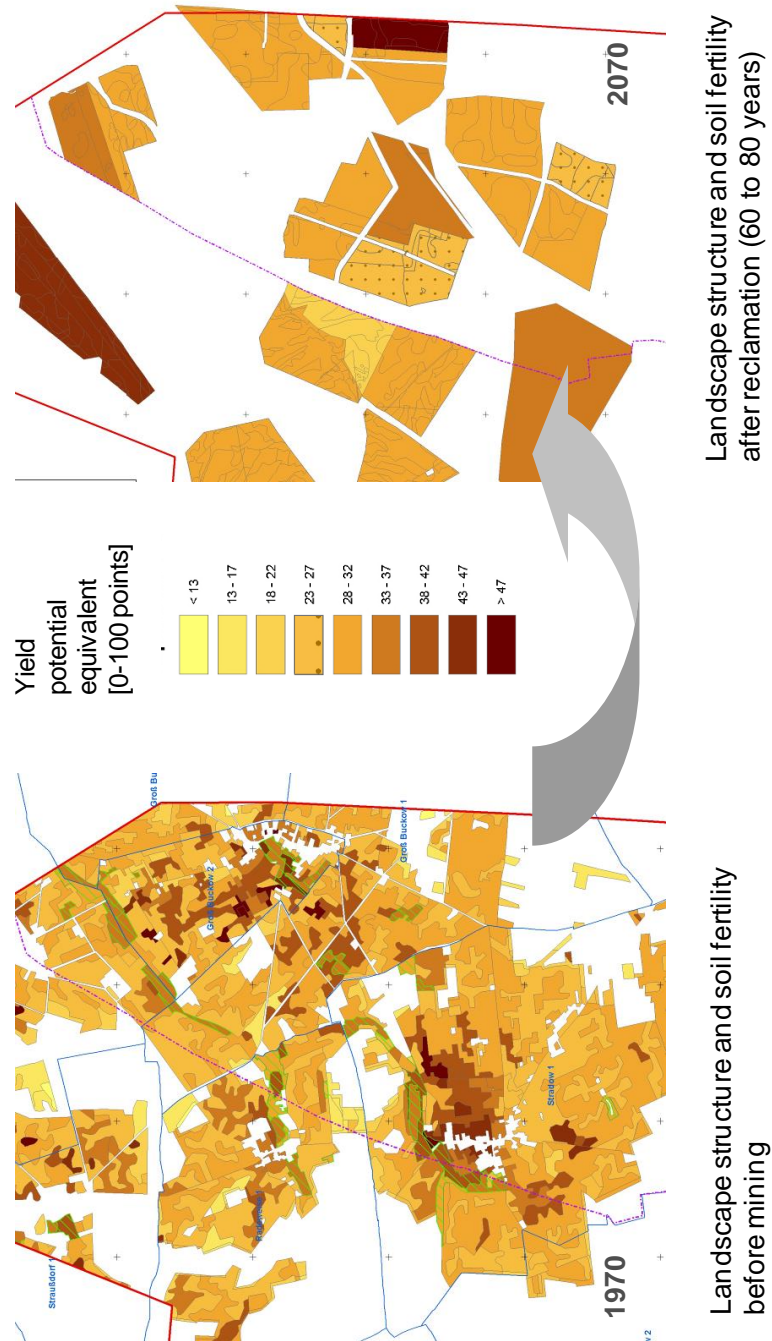 Straußdorf 1
Groß Bu
Groß Buckow 2
Groß Buckow 1
Stradow 1
2
1970
Landscape structure and soil fertility
before mining
Yield
potential
equivalent
[0-100 points]
< 13
13 - 17
18 - 22
23 - 27
28 - 32
33 - 37
38 - 42
43 - 47
> 47
2070
Landscape structure and soil fertility
after reclamation (60 to 80 years)